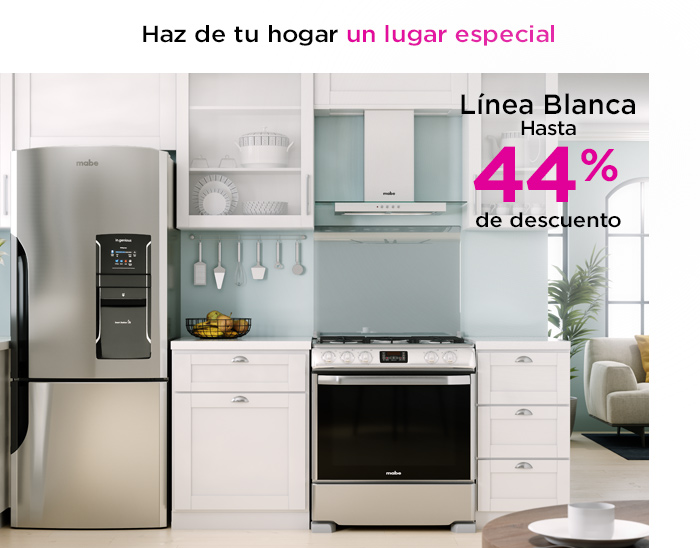 Haz de tu hogar un lugar especial
Línea Blanca
Hasta
44%
de descuento
mabe
mabe
mabe